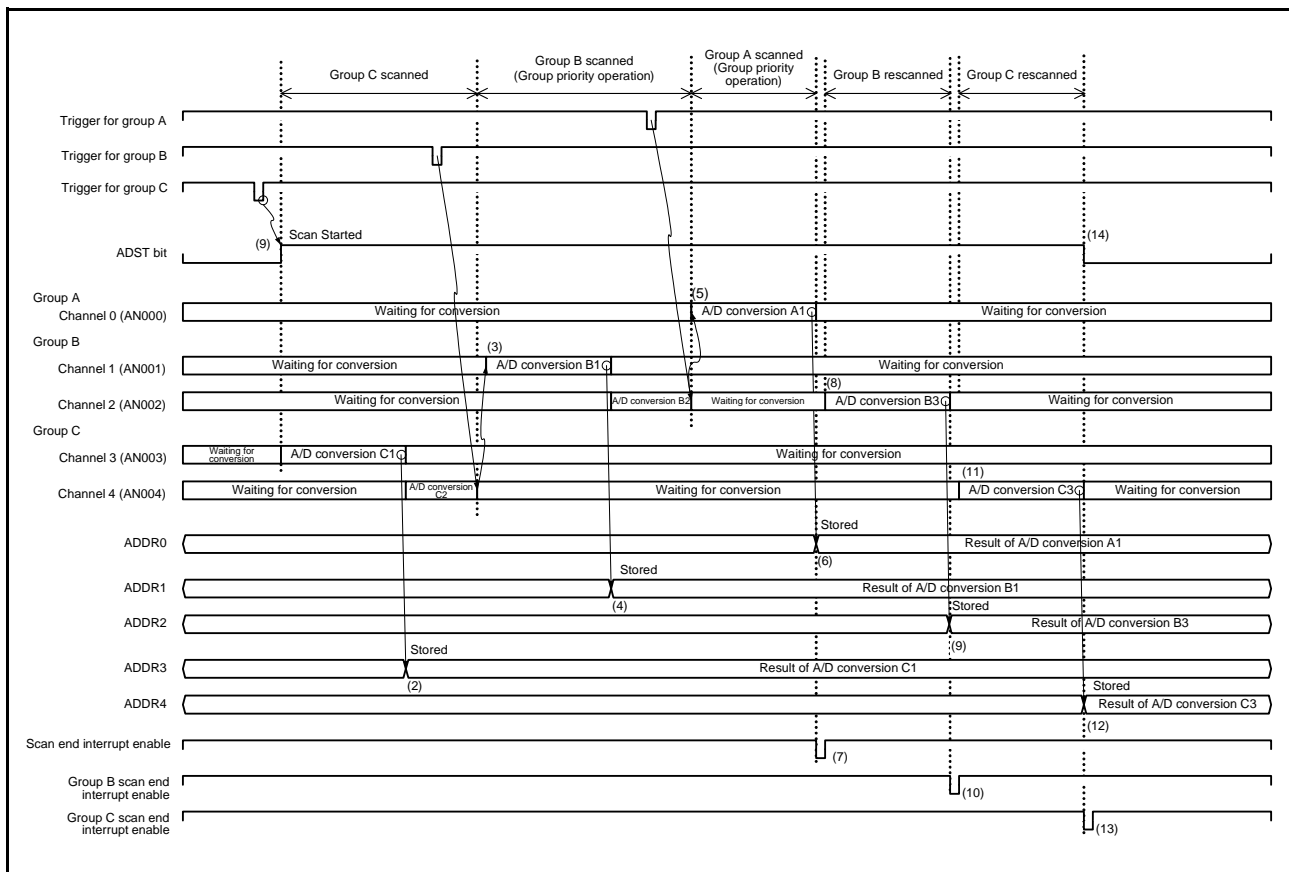 Group C scanned
Group B scanned
(Group priority operation)
Group A scanned
(Group priority
operation)
Group B rescanned
Group C rescanned
Trigger for group A
Trigger for group B
Trigger for group C
(9)
Scan Started
(14)
ADST bit
Group A
(5)
Channel 0 (AN000)
Waiting for conversion
A/D conversion A1
Waiting for conversion
Group B
(3)
Channel 1 (AN001)
Waiting for conversion
A/D conversion B1
Waiting for conversion
(8)
Channel 2 (AN002)
Waiting for conversion
A/D conversion B2
Waiting for conversion
A/D conversion B3
Waiting for conversion
Group C
Channel 3 (AN003)
Waiting for
conversion
A/D conversion C1
Waiting for conversion
(11)
Channel 4 (AN004)
Waiting for conversion
A/D conversion
C2
Waiting for conversion
A/D conversion C3
Waiting for conversion
Stored
ADDR0
Result of A/D conversion A1
(6)
Stored
ADDR1
Result of A/D conversion B1
(4)
Stored
ADDR2
Result of A/D conversion B3
(9)
Stored
ADDR3
Result of A/D conversion C1
(2)
Stored
ADDR4
Result of A/D conversion C3
(12)
Scan end interrupt enable
(7)
Group B scan end
interrupt enable
(10)
Group C scan end
interrupt enable
(13)